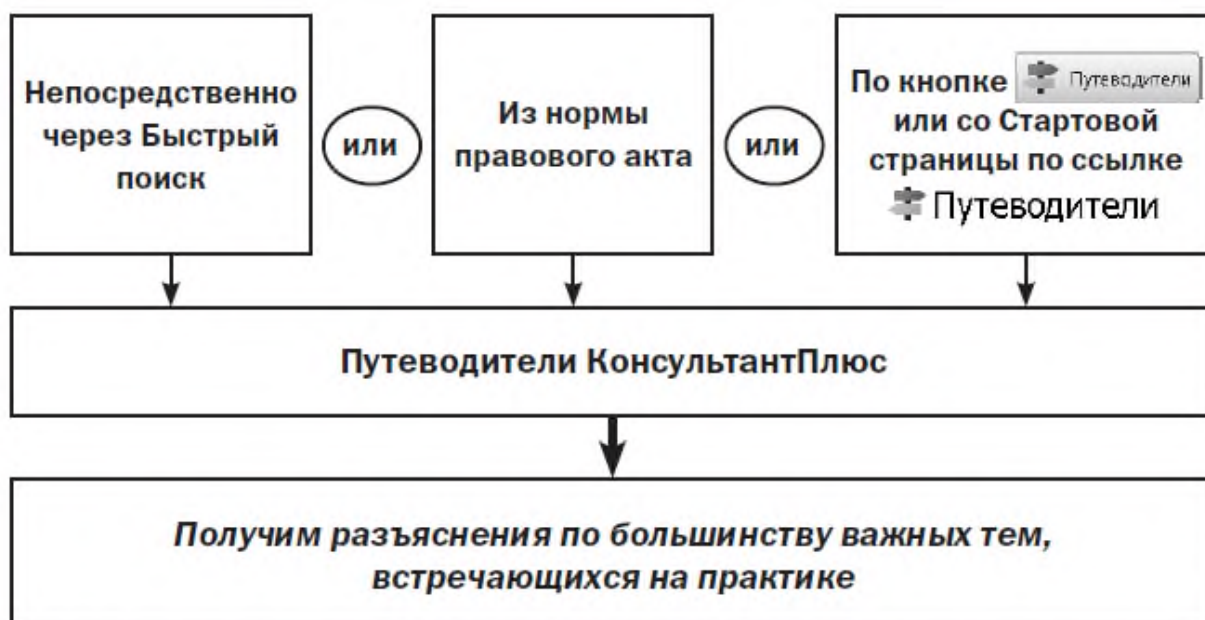 Непосредственно
через Быстрый
поиск
или
Из нормы
правового акта
или
По кнопке Путеводители
или со Стартовой
страницы по ссылке
Путеводители
Путеводители КонсультантПлюс
Получим разъяснения по большинству важных тем,
встречающихся на практике